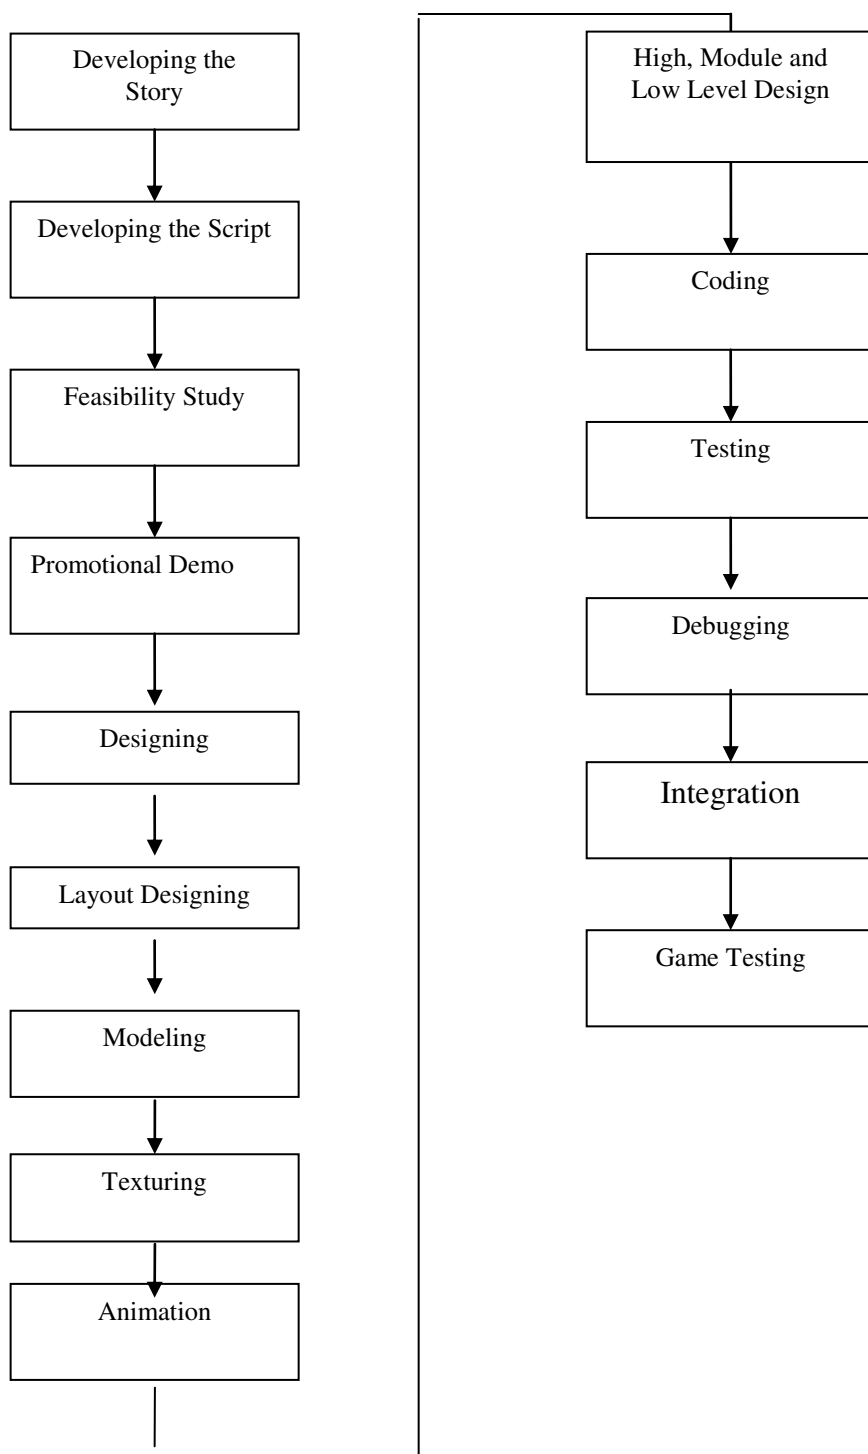 Developing the
Story
Developing the Script
Feasibility Study
Promotional Demo
Designing
Layout Designing
Modeling
Texturing
Animation
High, Module and
Low Level Design
Coding
Testing
Debugging
Integration
Game Testing